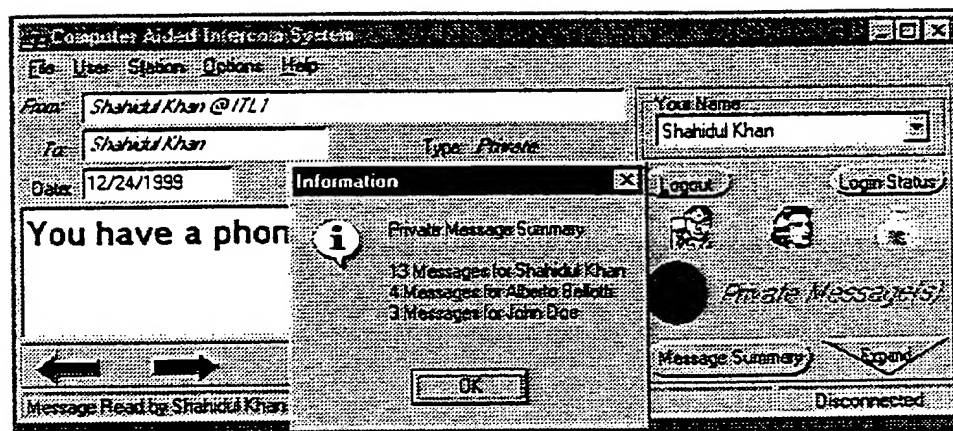 Computer Aided Intercom System
File User Station Options Help
From: Shahidul Khan @ ITL1
Your Name
To: Shahidul Khan
Type: Private
Shahidul Khan
Date: 12/24/1999
Information
Logout
Login Status
You have a phon
Private Message Summary
13 Messages for Shahidul Khan
4 Messages for Alberto Bellotti
3 Messages for John Doe
Private Message(s)
Message Summary
Expand
OK
Message Read by Shahidul Khan
Disconnected